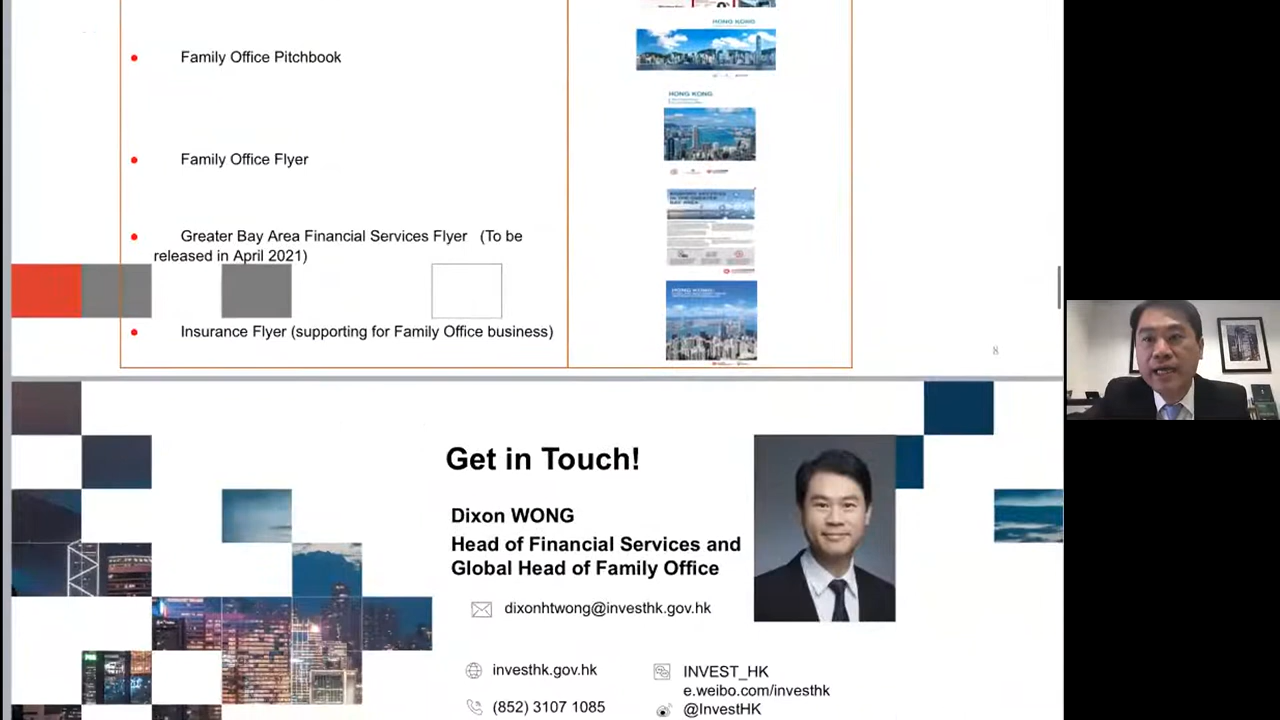 HONG KONG
Family Office Pitchbook
HONG KONG
Family Office Flyer
Greater Bay Area Financial Services Flyer (To be
released in April 2021)
Insurance Flyer (supporting for Family Office business)
8
Get in Touch!
Dixon WONG
Head of Financial Services and
Global Head of Family Office
dixonhtwong@investhk.gov.hk
investhk.gov.hk
INVEST_HK
e.weibo.com/investhk
(852) 3107 1085
@InvestHK